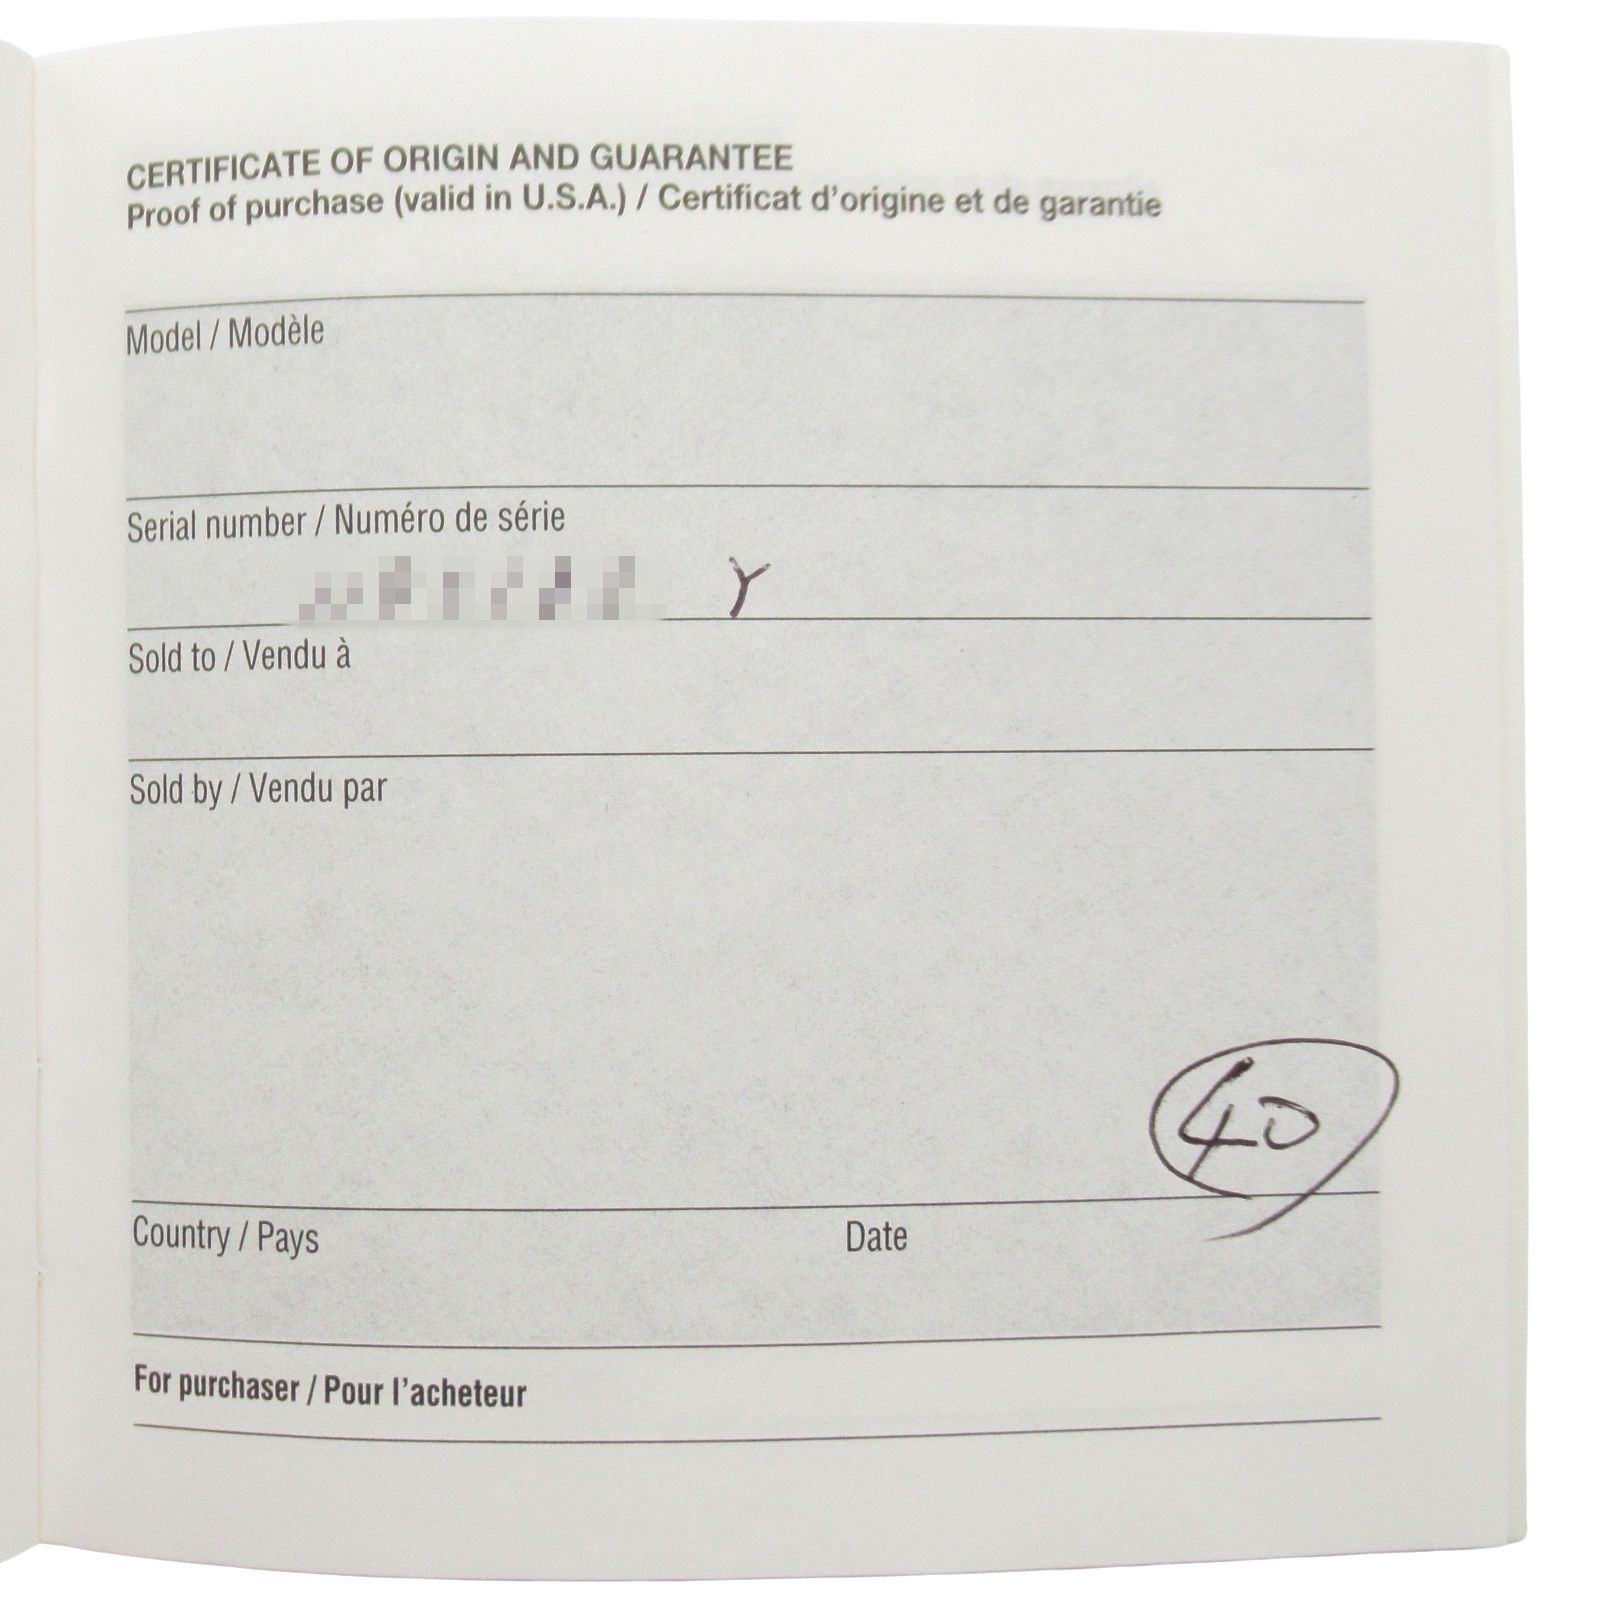 CERTIFICATE OF ORIGIN AND GUARANTEE
Proof of purchase (valid in U.S.A.) / Certificat d'origine et de garantie
Model / Modèle
Serial number / Numéro de série
Y
Sold to / Vendu à
Sold by / Vendu par
40
Country / Pays Date
For purchaser / Pour l'acheteur